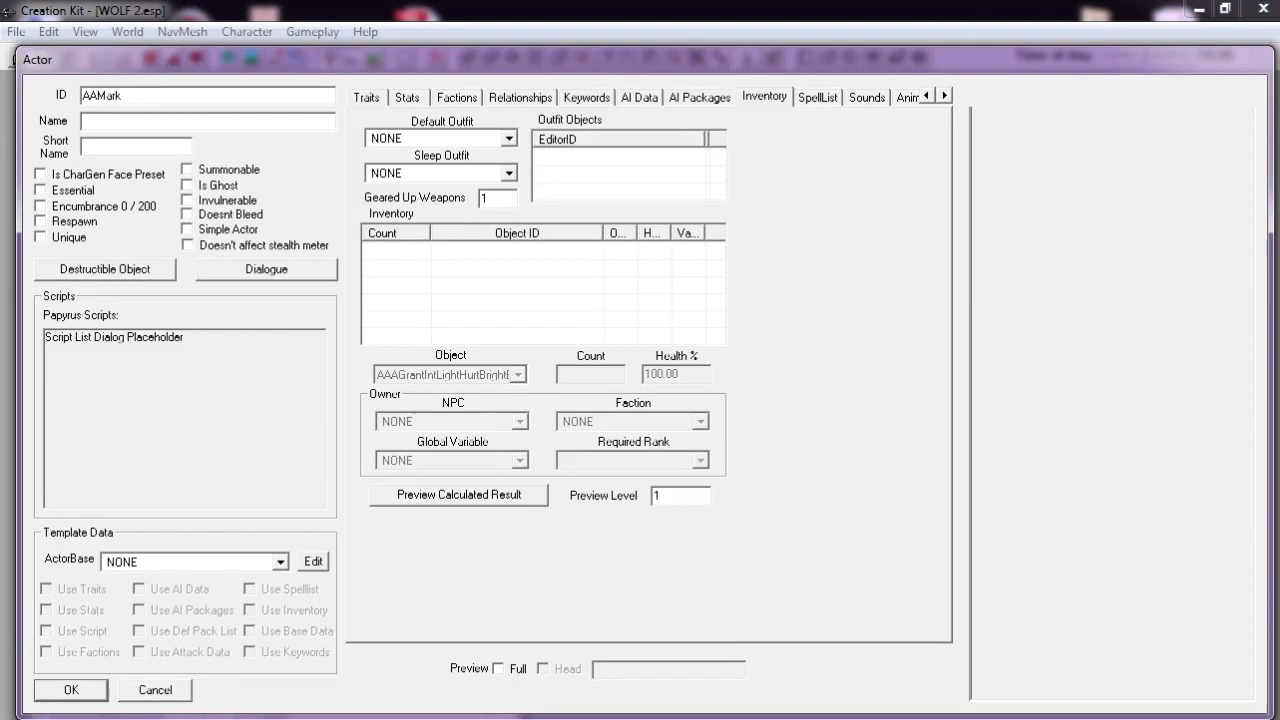 Creation Kit - [WOLF 2.esp]
File Edit View World NavMesh Character Gameplay Help
Actor
ID AAMark
Name
Short Name
Is CharGen Face Preset
Essential
Encumbrance 0 / 200
Respawn
Unique
Summonable
Is Ghost
Invulnerable
Doesnt Bleed
Simple Actor
Doesn't affect stealth meter
Destructible Object Dialogue
Scripts
Papyrus Scripts:
Script List Dialog Placeholder
Template Data
ActorBase NONE Edit
Use Traits Use AI Data Use Spelllist
Use Stats Use AI Packages Use Inventory
Use Script Use Def Pack List Use Base Data
Use Factions Use Attack Data Use Keywords
OK Cancel
Traits Stats Factions Relationships Keywords AI Data AI Packages Inventory SpellList Sounds Anim
Default Outfit
NONE
Sleep Outfit
NONE
Geared Up Weapons 1
Outfit Objects
EditorID
Inventory
Count Object ID O... H... Va...
Object Count Health %
AAAGrantIntLightHurtBrightE 100.00
Owner
NPC Faction
NONE NONE
Global Variable Required Rank
NONE
Preview Calculated Result Preview Level 1
Preview Full Head